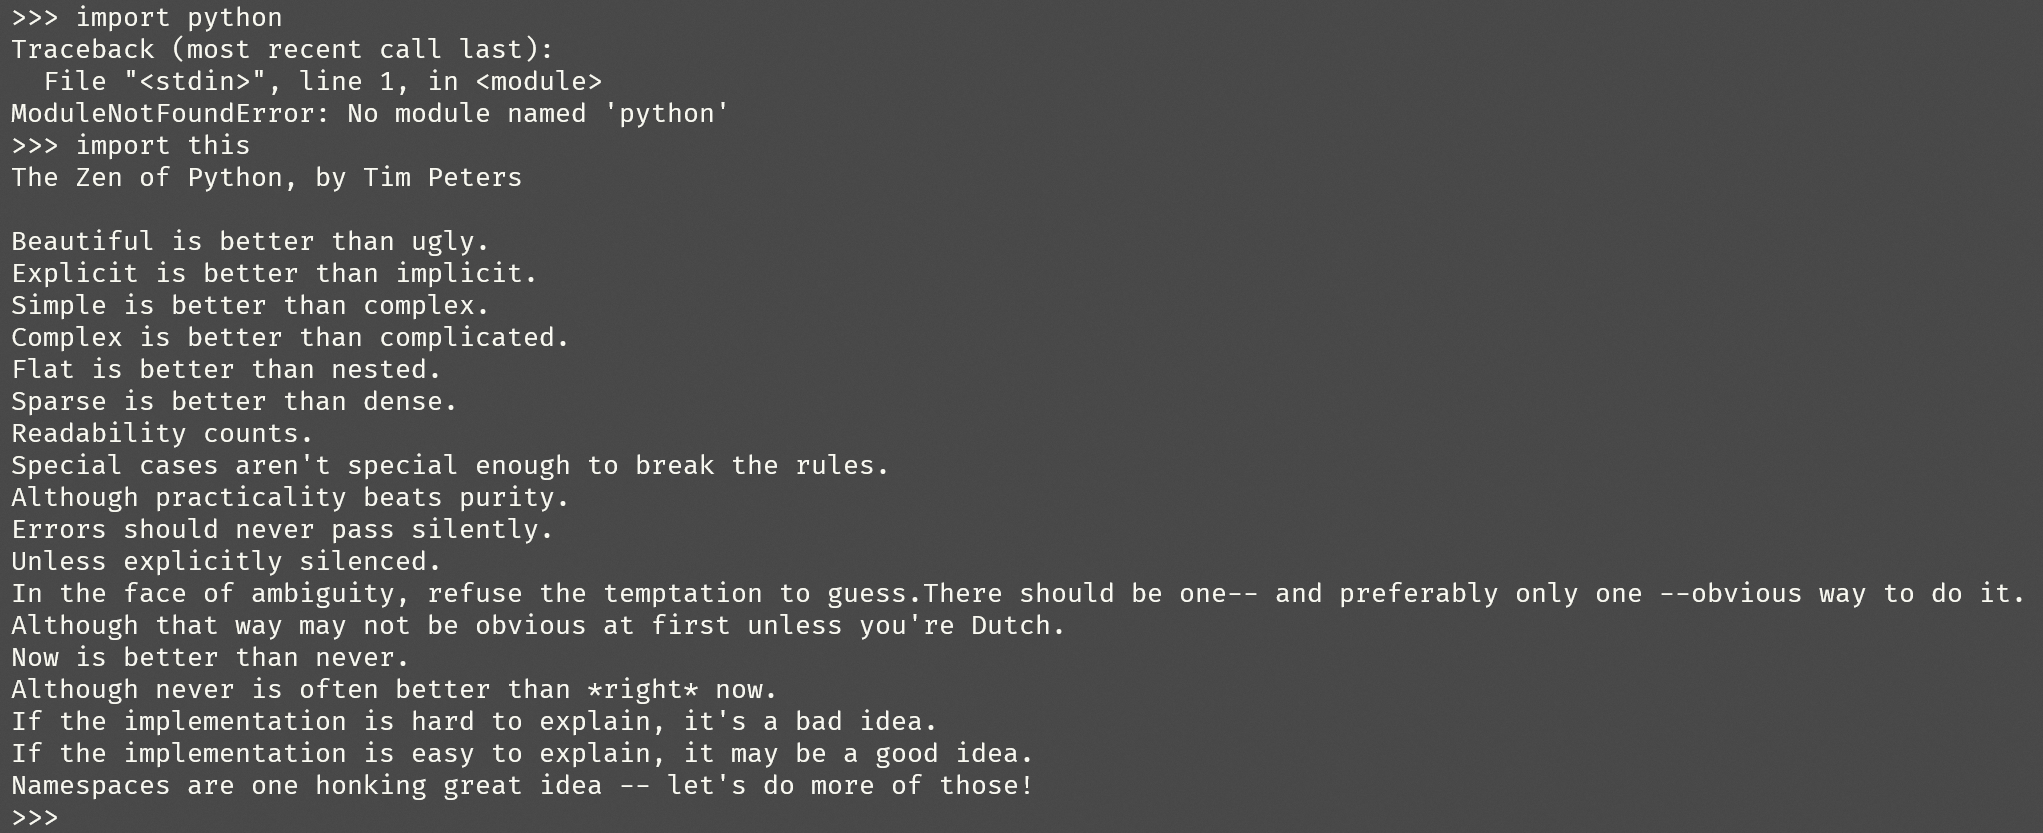 >>> import python
Traceback (most recent call last):
  File "<stdin>", line 1, in <module>
ModuleNotFoundError: No module named 'python'
>>> import this
The Zen of Python, by Tim Peters

Beautiful is better than ugly.
Explicit is better than implicit.
Simple is better than complex.
Complex is better than complicated.
Flat is better than nested.
Sparse is better than dense.
Readability counts.
Special cases aren't special enough to break the rules.
Although practicality beats purity.
Errors should never pass silently.
Unless explicitly silenced.
In the face of ambiguity, refuse the temptation to guess.There should be one-- and preferably only one --obvious way to do it.
Although that way may not be obvious at first unless you're Dutch.
Now is better than never.
Although never is often better than *right* now.
If the implementation is hard to explain, it's a bad idea.
If the implementation is easy to explain, it may be a good idea.
Namespaces are one honking great idea -- let's do more of those!
>>>